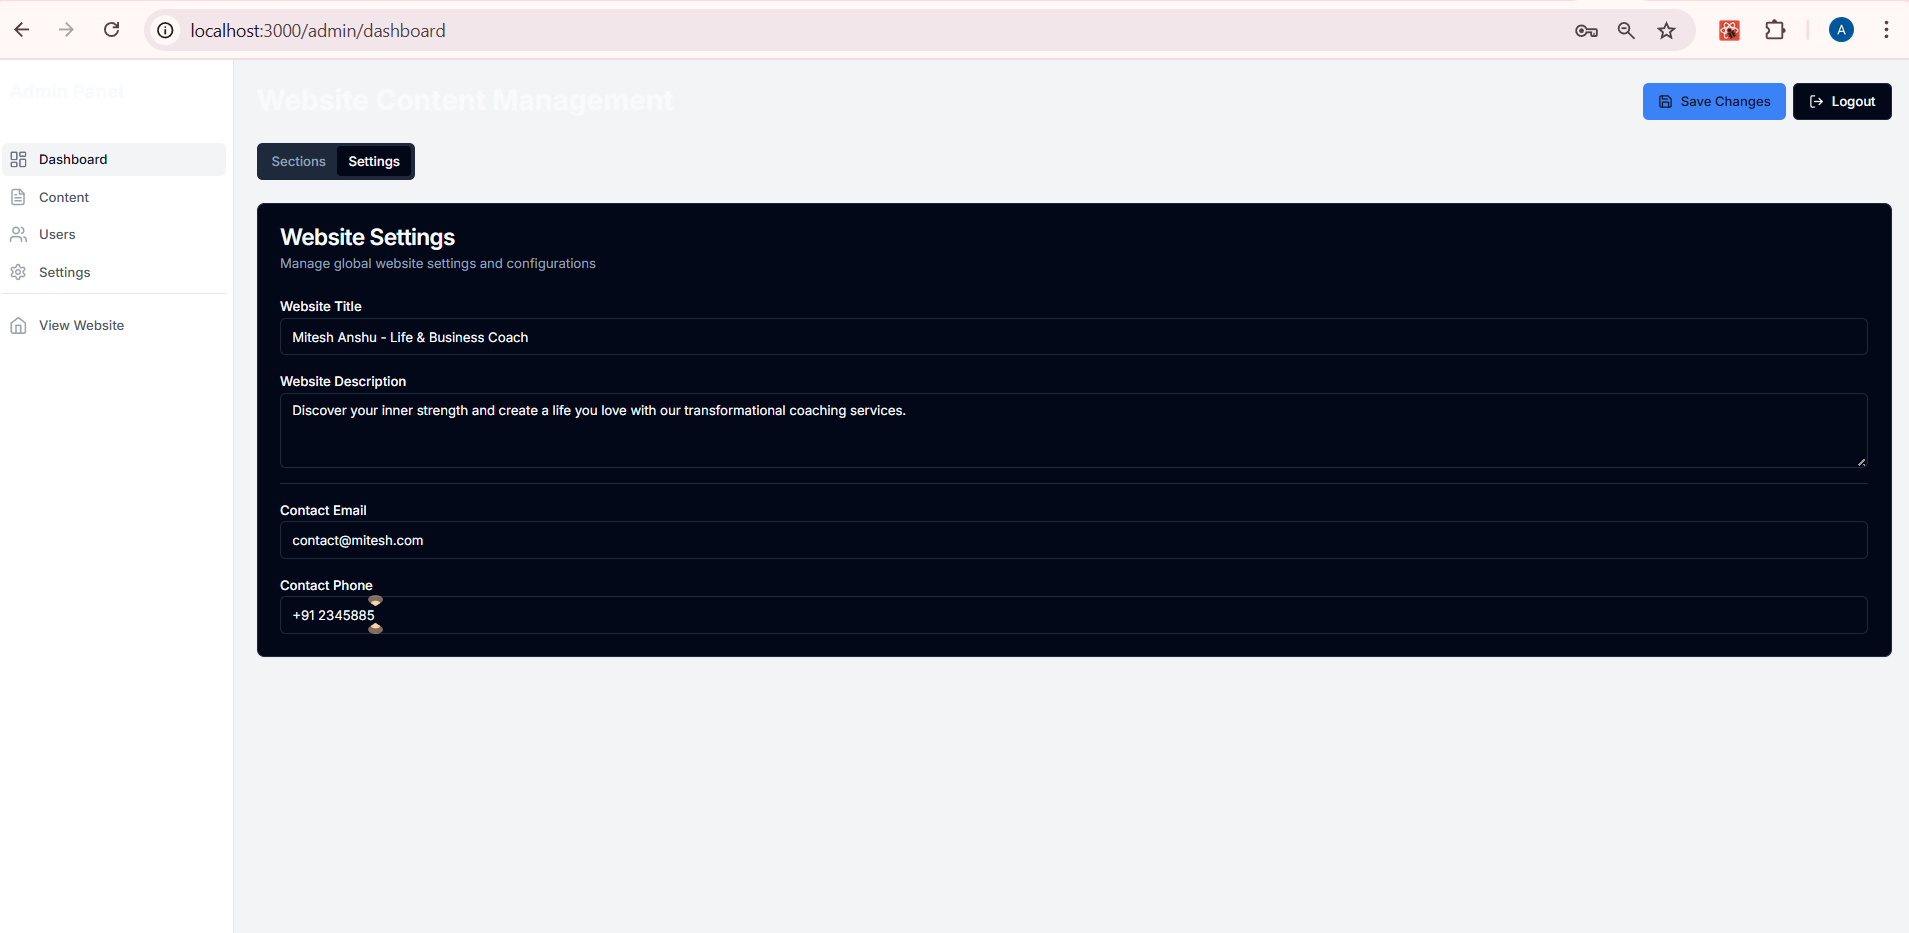 localhost:3000/admin/dashboard
A
Admin Panel
Dashboard
Content
Users
Settings
View Website
Website Content Management
Save Changes
Logout
Sections
Settings
Website Settings
Manage global website settings and configurations
Website Title
Mitesh Anshu - Life & Business Coach
Website Description
Discover your inner strength and create a life you love with our transformational coaching services.
Contact Email
contact@mitesh.com
Contact Phone
+91 2345885